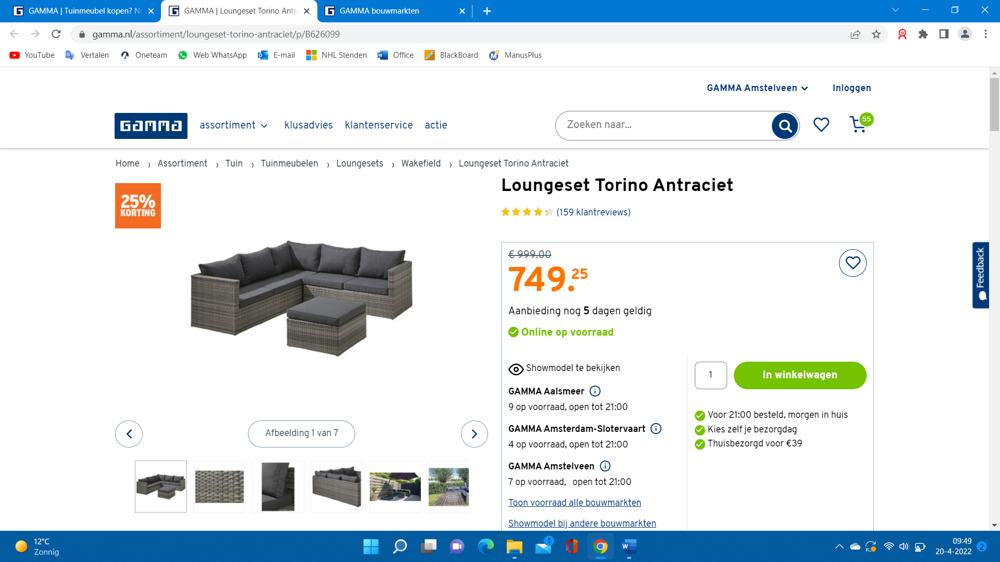 GAMMA | Tuinmeubel kopen? Nu
GAMMA | Loungeset Torino Antra
GAMMA bouwmarkten
gamma.nl/assortiment/loungeset-torino-antraciet/p/B626099
YouTube Vertalen Oneteam Web WhatsApp E-mail NHL Stenden Office BlackBoard ManusPlus
GAMMA Amstelveen Inloggen
GAMMA assortiment klusadvies klantenservice actie Zoeken naar... 55
Home › Assortiment › Tuin › Tuinmeubelen › Loungesets › Wakefield › Loungeset Torino Antraciet
25%
KORTING
Afbeelding 1 van 7
Loungeset Torino Antraciet
(159 klantreviews)
€ 999.00
749.25
Aanbieding nog 5 dagen geldig
Online op voorraad
Showmodel te bekijken
GAMMA Aalsmeer
9 op voorraad, open tot 21:00
GAMMA Amsterdam-Slotervaart
4 op voorraad, open tot 21:00
GAMMA Amstelveen
7 op voorraad, open tot 21:00
Toon voorraad alle bouwmarkten
Showmodel bij andere bouwmarkten
1 In winkelwagen
Voor 21:00 besteld, morgen in huis
Kies zelf je bezorgdag
Thuisbezorgd voor €39
Feedback
12°C
Zonnig
1
09:49
20-4-2022
2